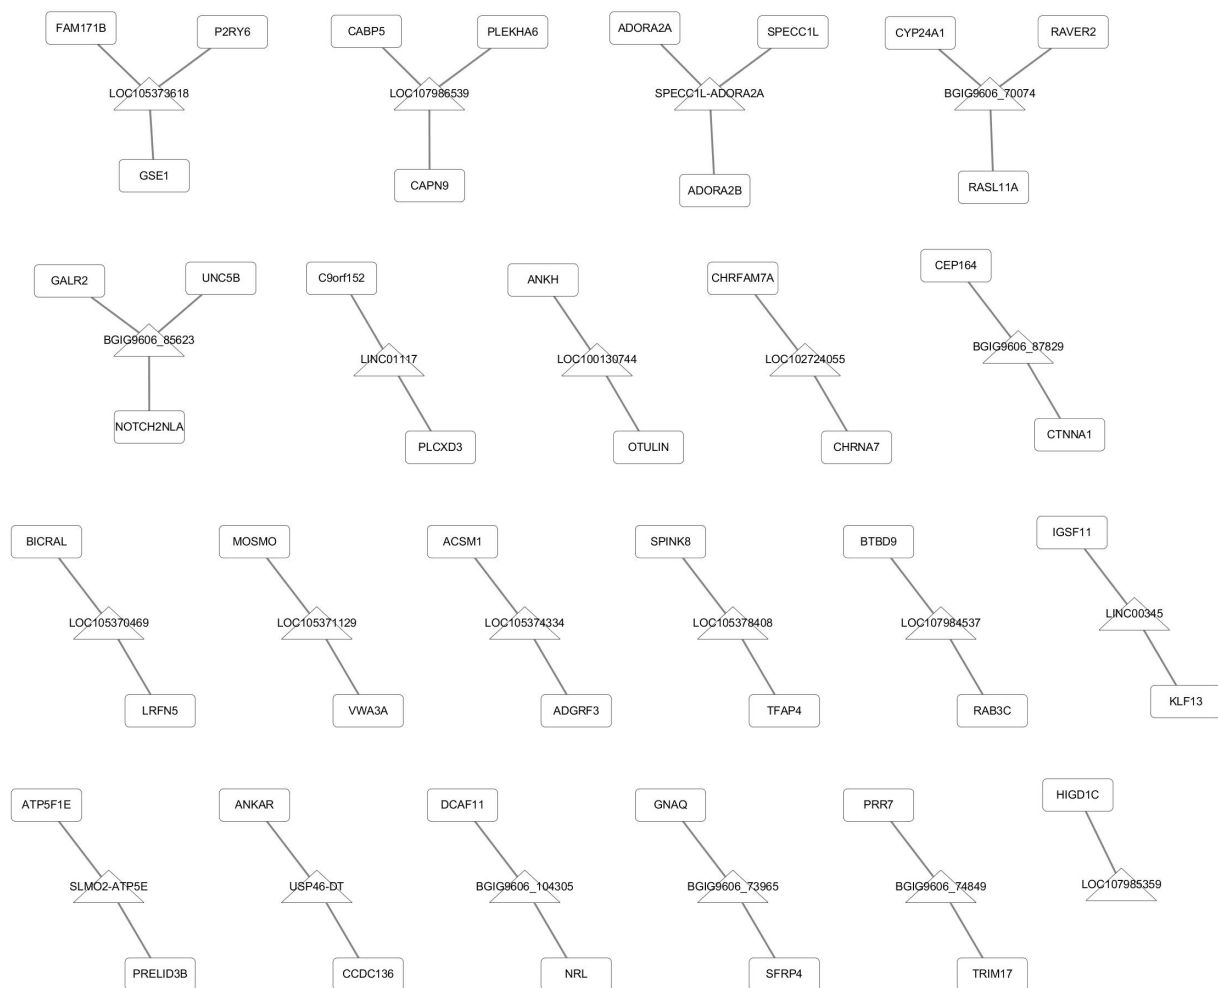 FAM171B
P2RY6
LOC105373618
GSE1
CABP5
PLEKHA6
LOC107986539
CAPN9
ADORA2A
SPECC1L
SPECC1L-ADORA2A
ADORA2B
CYP24A1
RAVER2
BGIG9606_70074
RASL11A
GALR2
UNC5B
BGIG9606_85623
NOTCH2NLA
C9orf152
LINC01117
PLCXD3
ANKH
LOC100130744
OTULIN
CHRFAM7A
LOC102724055
CHRNA7
CEP164
BGIG9606_87829
CTNNA1
BICRAL
LOC105370469
LRFN5
MOSMO
LOC105371129
VWA3A
ACSM1
LOC105374334
ADGRF3
SPINK8
LOC105378408
TFAP4
BTBD9
LOC107984537
RAB3C
IGSF11
LINC00345
KLF13
ATP5F1E
SLMO2-ATP5E
PRELID3B
ANKAR
USP46-DT
CCDC136
DCAF11
BGIG9606_104305
NRL
GNAQ
BGIG9606_73965
SFRP4
PRR7
BGIG9606_74849
TRIM17
HIGD1C
LOC107985359